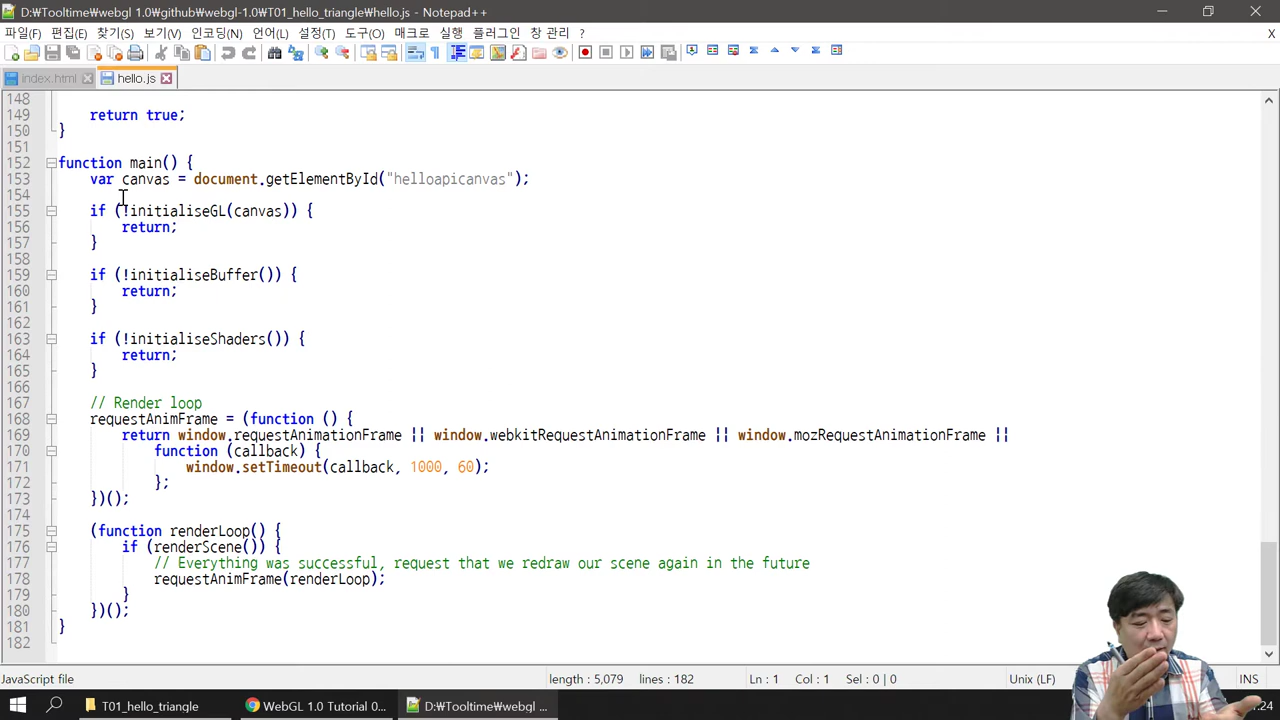 D:\Tooltime\webgl 1.0\github\webgl-1.0\T01_hello_triangle\hello.js - Notepad++
파일(F) 편집(E) 찾기(S) 보기(V) 인코딩(N) 언어(L) 설정(T) 도구(O) 매크로 실행 플러그인 창 관리 ? X
index.html hello.js
148
149 return true;
150 }
151
152 function main() {
153 var canvas = document.getElementById("helloapicanvas");
154
155 if (!initialiseGL(canvas)) {
156 return;
157 }
158
159 if (!initialiseBuffer()) {
160 return;
161 }
162
163 if (!initialiseShaders()) {
164 return;
165 }
166
167 // Render loop
168 requestAnimFrame = (function () {
169 return window.requestAnimationFrame || window.webkitRequestAnimationFrame || window.mozRequestAnimationFrame ||
170 function (callback) {
171 window.setTimeout(callback, 1000, 60);
172 };
173 })();
174
175 (function renderLoop() {
176 if (renderScene()) {
177 // Everything was successful, request that we redraw our scene again in the future
178 requestAnimFrame(renderLoop);
179 }
180 })();
181 }
182
JavaScript file length : 5,079 lines : 182 Ln : 1 Col : 1 Sel : 0 | 0 Unix (LF) INS
T01_hello_triangle WebGL 1.0 Tutorial 0... D:\Tooltime\webgl ...